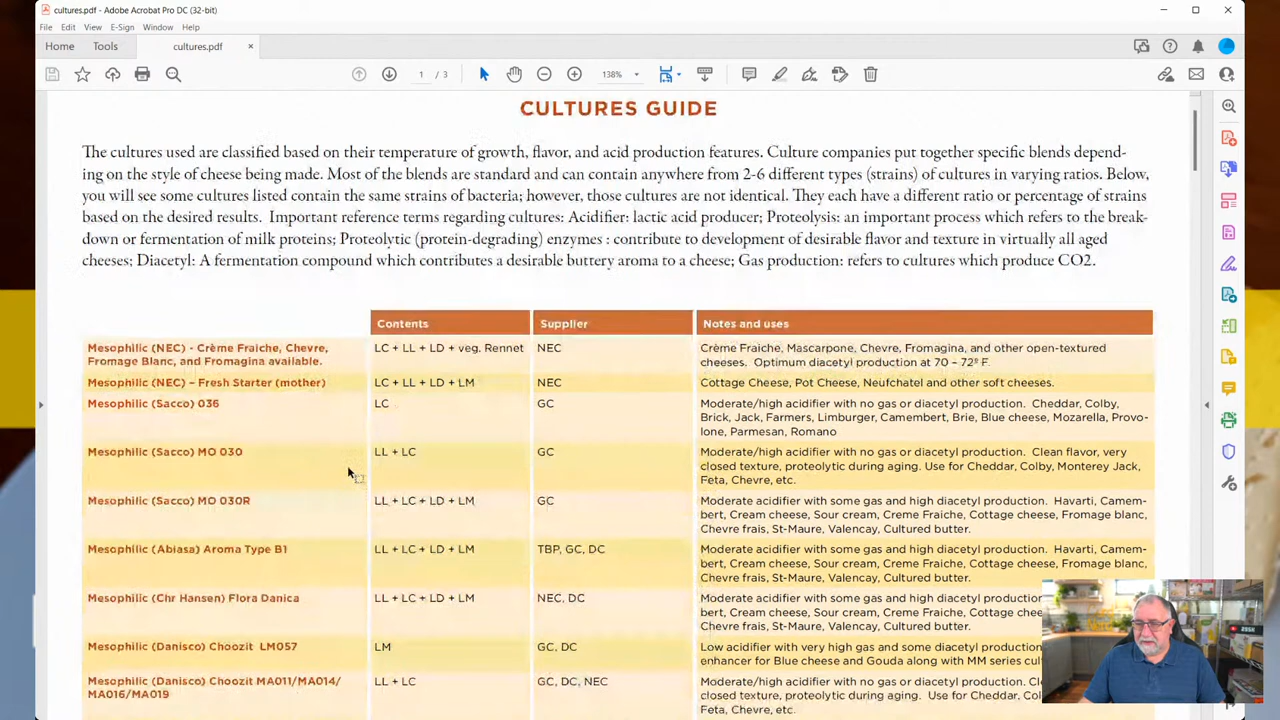 cultures.pdf - Adobe Acrobat Pro DC (32-bit)
File Edit View E-Sign Window Help
Home Tools cultures.pdf ×
1 / 3 138%
CULTURES GUIDE
The cultures used are classified based on their temperature of growth, flavor, and acid production features. Culture companies put together specific blends depend-
ing on the style of cheese being made. Most of the blends are standard and can contain anywhere from 2-6 different types (strains) of cultures in varying ratios. Below,
you will see some cultures listed contain the same strains of bacteria; however, those cultures are not identical. They each have a different ratio or percentage of strains
based on the desired results. Important reference terms regarding cultures: Acidifier: lactic acid producer; Proteolysis: an important process which refers to the break-
down or fermentation of milk proteins; Proteolytic (protein-degrading) enzymes : contribute to development of desirable flavor and texture in virtually all aged
cheeses; Diacetyl: A fermentation compound which contributes a desirable buttery aroma to a cheese; Gas production: refers to cultures which produce CO2.
Contents Supplier Notes and uses
Mesophilic (NEC) - Crème Fraiche, Chevre, LC + LL + LD + veg. Rennet NEC Crème Fraiche, Mascarpone, Chevre, Fromagina, and other open-textured
Fromage Blanc, and Fromagina available. cheeses. Optimum diacetyl production at 70 – 72º F.
Mesophilic (NEC) – Fresh Starter (mother) LC + LL + LD + LM NEC Cottage Cheese, Pot Cheese, Neufchatel and other soft cheeses.
Mesophilic (Sacco) 036 LC GC Moderate/high acidifier with no gas or diacetyl production. Cheddar, Colby,
Brick, Jack, Farmers, Limburger, Camembert, Brie, Blue cheese, Mozarella, Provo-
lone, Parmesan, Romano
Mesophilic (Sacco) MO 030 LL + LC GC Moderate/high acidifier with no gas or diacetyl production. Clean flavor, very
closed texture, proteolytic during aging. Use for Cheddar, Colby, Monterey Jack,
Feta, Chevre, etc.
Mesophilic (Sacco) MO 030R LL + LC + LD + LM GC Moderate acidifier with some gas and high diacetyl production. Havarti, Camem-
bert, Cream cheese, Sour cream, Creme Fraiche, Cottage cheese, Fromage blanc,
Chevre frais, St-Maure, Valencay, Cultured butter.
Mesophilic (Abiasa) Aroma Type B1 LL + LC + LD + LM TBP, GC, DC Moderate acidifier with some gas and high diacetyl production. Havarti, Camem-
bert, Cream cheese, Sour cream, Creme Fraiche, Cottage cheese, Fromage blanc,
Chevre frais, St-Maure, Valencay, Cultured butter.
Mesophilic (Chr Hansen) Flora Danica LL + LC + LD + LM NEC, DC Moderate acidifier with some gas and high diacetyl production.
bert, Cream cheese, Sour cream, Creme Fraiche, Cottage
Chevre frais, St-Maure, Valencay, Cultured butter.
Mesophilic (Danisco) Choozit LM057 LM GC, DC Low acidifier with very high gas and some diacetyl
enhancer for Blue cheese and Gouda along with MM series
Mesophilic (Danisco) Choozit MA011/MA014/ LL + LC GC, DC, NEC Moderate/high acidifier with no gas or diacetyl production.
MA016/MA019 closed texture, proteolytic during aging. Use for Cheddar,
Feta, Chevre, etc.